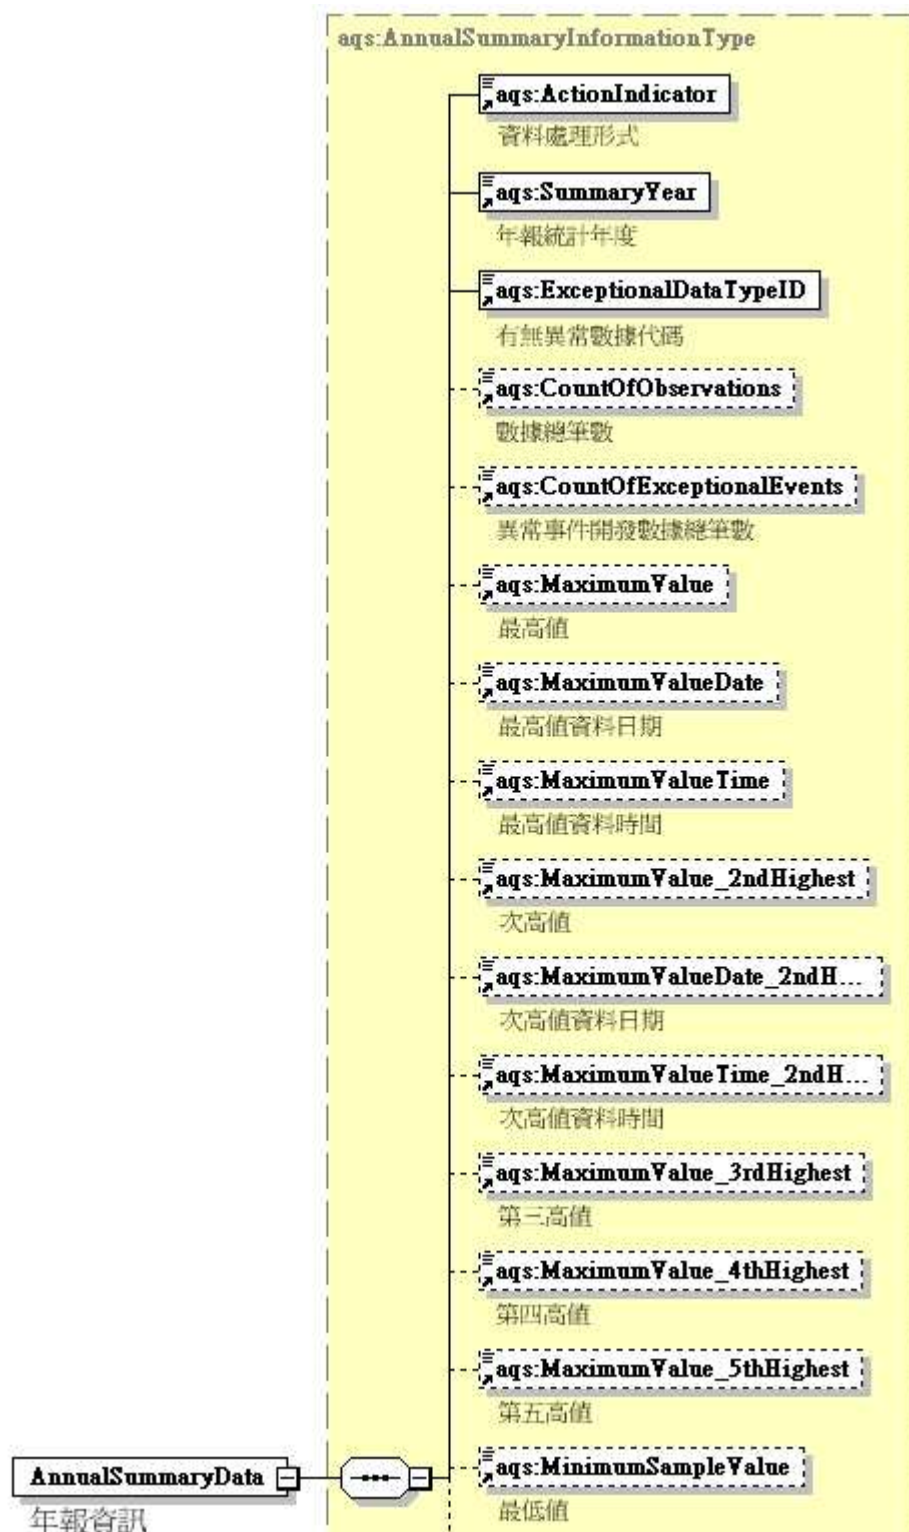 aqs:AnnualSummaryInformationType
aqs:ActionIndicator
資料處理形式
aqs:SummaryYear
年報統計年度
aqs:ExceptionalDataTypeID
有無異常數據代碼
aqs:CountOfObservations
數據總筆數
aqs:CountOfExceptionalEvents
異常事件開發數據總筆數
aqs:MaximumValue
最高值
aqs:MaximumValueDate
最高值資料日期
aqs:MaximumValueTime
最高值資料時間
aqs:MaximumValue_2ndHighest
次高值
aqs:MaximumValueDate_2ndH...
次高值資料日期
aqs:MaximumValueTime_2ndH...
次高值資料時間
aqs:MaximumValue_3rdHighest
第三高值
aqs:MaximumValue_4thHighest
第四高值
aqs:MaximumValue_5thHighest
第五高值
AnnualSummaryData
年報資訊
aqs:MinimumSampleValue
最低值